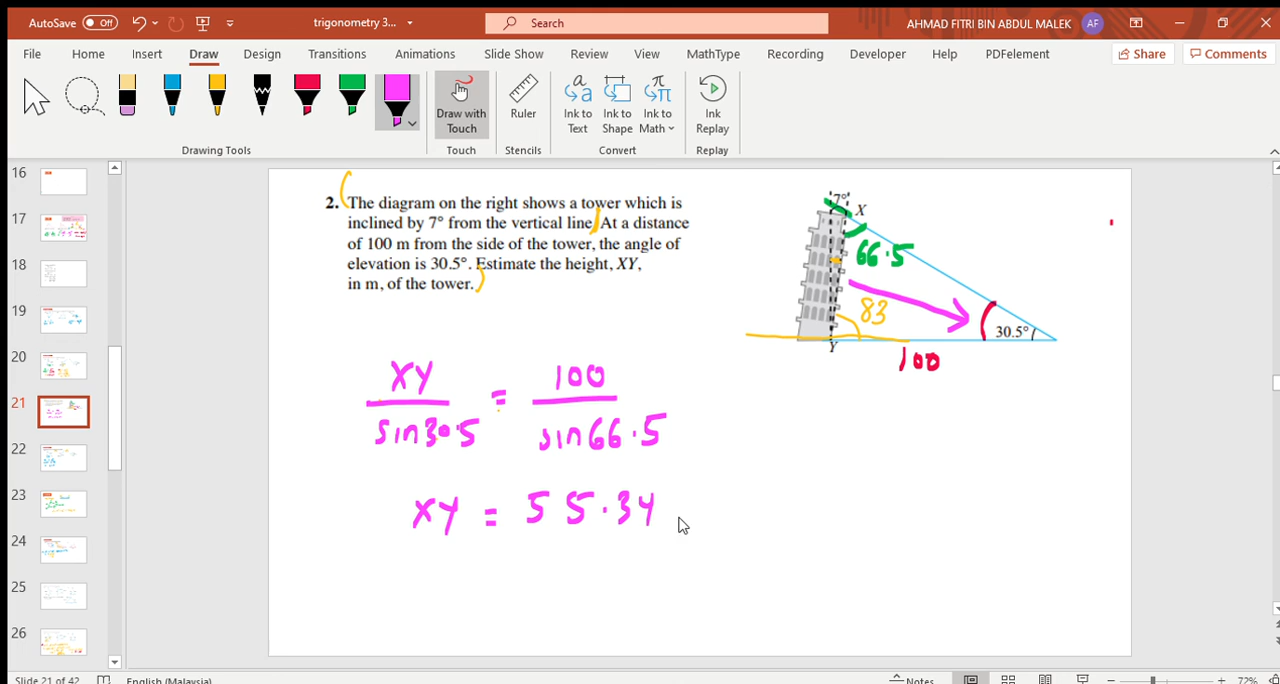 AutoSave Off trigonometry 3... Search AHMAD FITRI BIN ABDUL MALEK AF
File Home Insert Draw Design Transitions Animations Slide Show Review View MathType Recording Developer Help PDFelement Share Comments
Draw with Touch Ruler Ink to Text Ink to Shape Ink to Math Ink Replay
Drawing Tools Touch Stencils Convert Replay
16
17
18
19
20
21
22
23
24
25
26
2. The diagram on the right shows a tower which is
inclined by 7° from the vertical line. At a distance
of 100 m from the side of the tower, the angle of
elevation is 30.5°. Estimate the height, XY,
in m, of the tower.
7°
X
66.5
83
30.5°
Y
100
XY = 100
sin30.5 sin66.5
XY = 55.34
Slide 21 of 42 English (Malaysia) Notes 72%